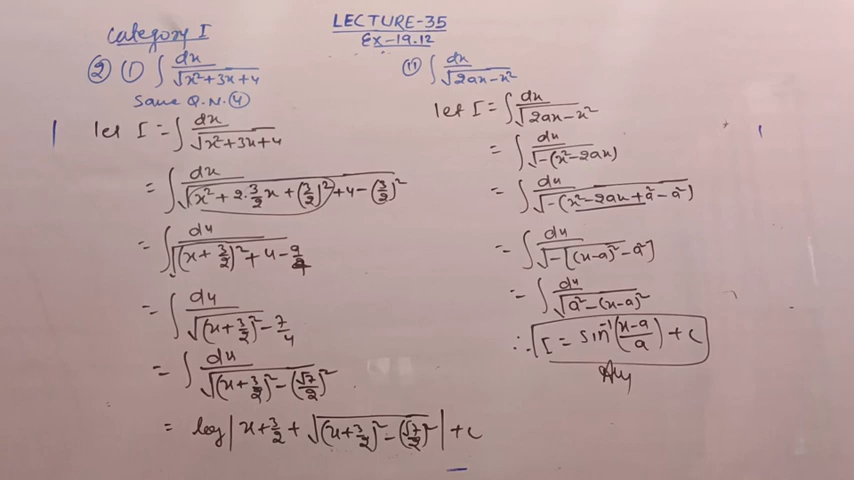 LECTURE-35
Ex-19.12
Category I
② ① ∫ dx/√(x²+3x+4)
Same Q.N. ④
let I = ∫ dx/√(x²+3x+4)
= ∫ dx/√(x²+2·3/2x+(3/2)²+4-(3/2)²)
= ∫ dx/√((x+3/2)²+4-9/4)
= ∫ dx/√((x+3/2)²-7/4)
= ∫ dx/√((x+3/2)²-(√7/2)²)
= log|x+3/2+√((x+3/2)²-(√7/2)²)|+c
⑪ ∫ dx/√(2ax-x²)
let I = ∫ dx/√(2ax-x²)
= ∫ dx/√(-(x²-2ax))
= ∫ dx/√(-(x²-2ax+a²-a²))
= ∫ dx/√(-[(x-a)²-a²])
= ∫ dx/√(a²-(x-a)²)
∴ I = sin⁻¹((x-a)/a)+c
Ans